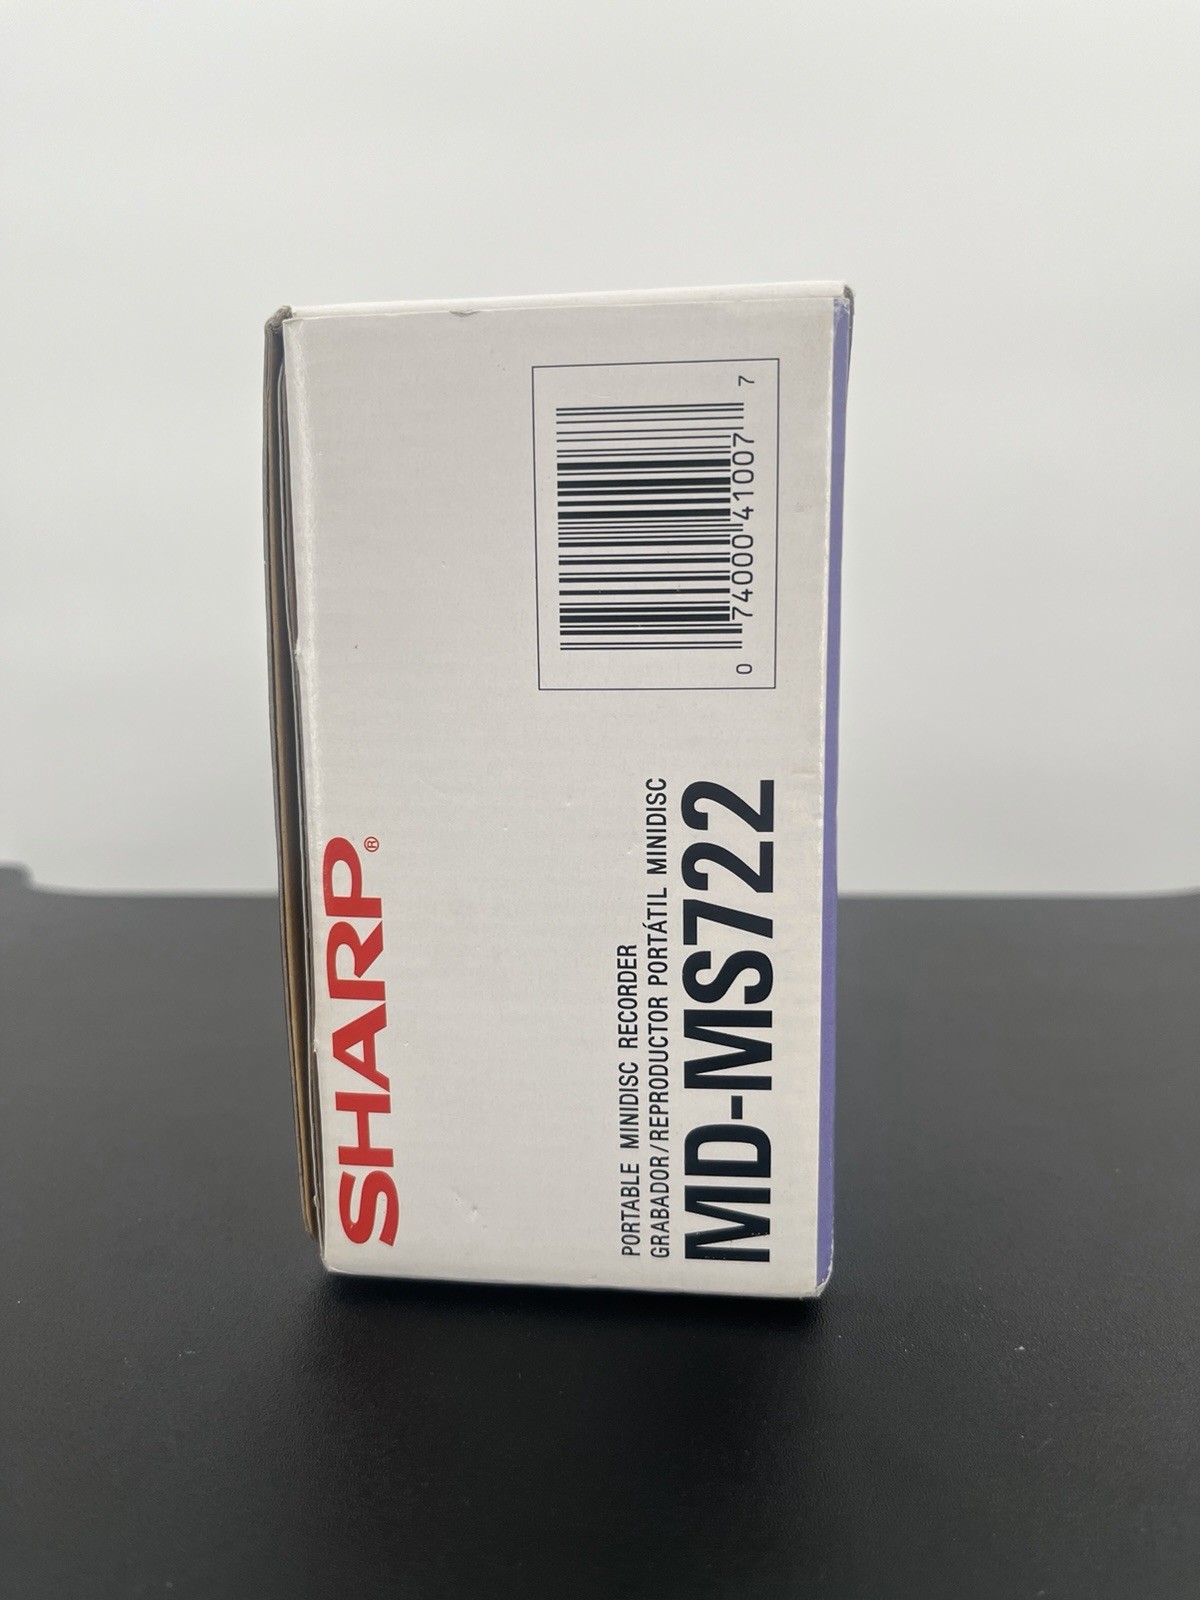 SHARP®
PORTABLE MINIDISC RECORDER
GRABADOR/REPRODUCTOR PORTÁTIL MINIDISC
MD-MS722
0 74000 41007 7